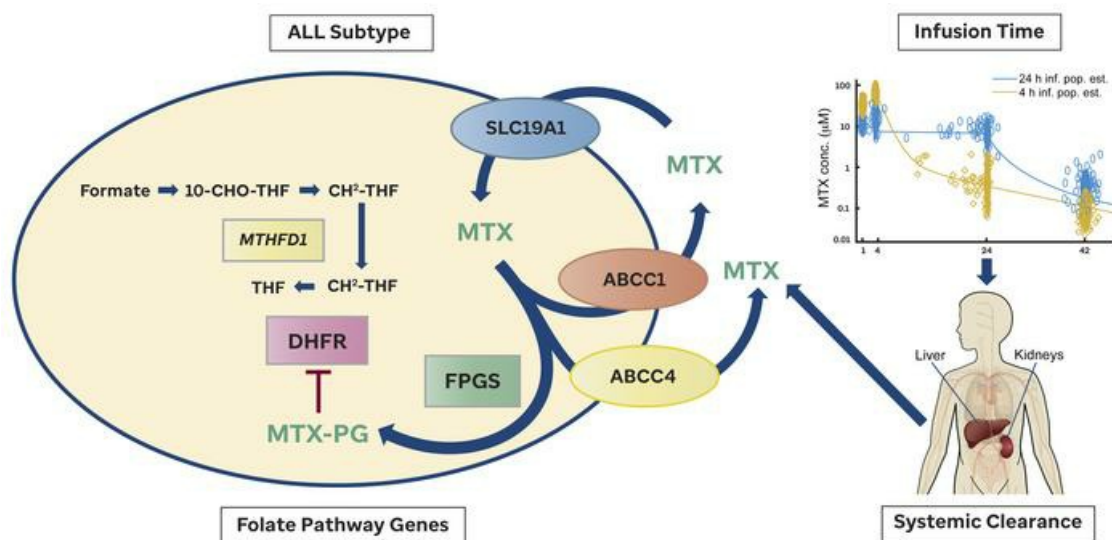 ALL Subtype
Infusion Time
SLC19A1
MTX
Formate 10-CHO-THF CH²-THF
MTHFD1
THF CH²-THF
MTX
DHFR
FPGS
MTX-PG
ABCC1
ABCC4
MTX
24 h inf. pop. est.
4 h inf. pop. est.
MTX conc. (μM)
100
10
1
0.1
0.01
1 4 24 42
Liver
Kidneys
Folate Pathway Genes
Systemic Clearance